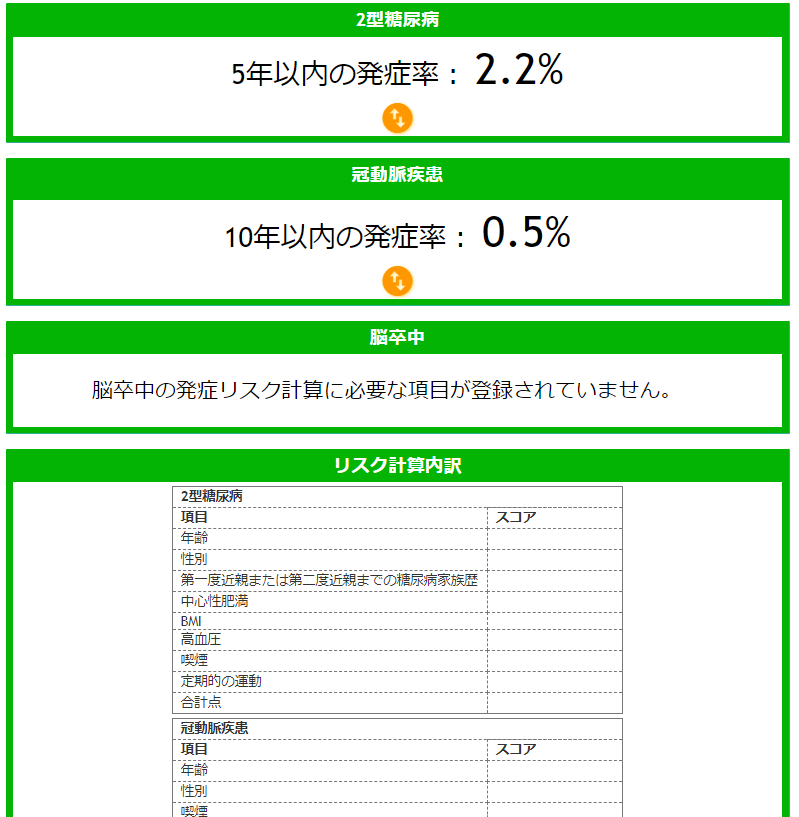 2型糖尿病
5年以内の発症率： 2.2%
冠動脈疾患
10年以内の発症率： 0.5%
脳卒中
脳卒中の発症リスク計算に必要な項目が登録されていません。
リスク計算内訳
2型糖尿病
項目 スコア
年齢
性別
第一度近親または第二度近親までの糖尿病家族歴
中心性肥満
BMI
高血圧
喫煙
定期的の運動
合計点
冠動脈疾患
項目 スコア
年齢
性別
喫煙